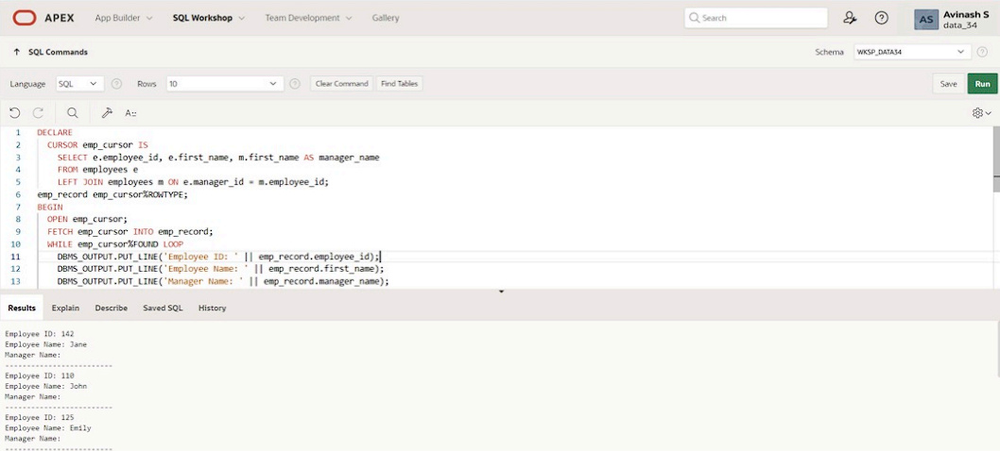 APEX App Builder SQL Workshop Team Development Gallery Search AS Avinash S
data_34
SQL Commands Schema WKSP_DATA34
Language SQL Rows 10 Clear Command Find Tables Save Run
A::
1 DECLARE
2 CURSOR emp_cursor IS
3 SELECT e.employee_id, e.first_name, m.first_name AS manager_name
4 FROM employees e
5 LEFT JOIN employees m ON e.manager_id = m.employee_id;
6 emp_record emp_cursor%ROWTYPE;
7 BEGIN
8 OPEN emp_cursor;
9 FETCH emp_cursor INTO emp_record;
10 WHILE emp_cursor%FOUND LOOP
11 DBMS_OUTPUT.PUT_LINE('Employee ID: ' || emp_record.employee_id);
12 DBMS_OUTPUT.PUT_LINE('Employee Name: ' || emp_record.first_name);
13 DBMS_OUTPUT.PUT_LINE('Manager Name: ' || emp_record.manager_name);
Results Explain Describe Saved SQL History
Employee ID: 142
Employee Name: Jane
Manager Name:
-------------------------
Employee ID: 110
Employee Name: John
Manager Name:
-------------------------
Employee ID: 125
Employee Name: Emily
Manager Name:
-------------------------